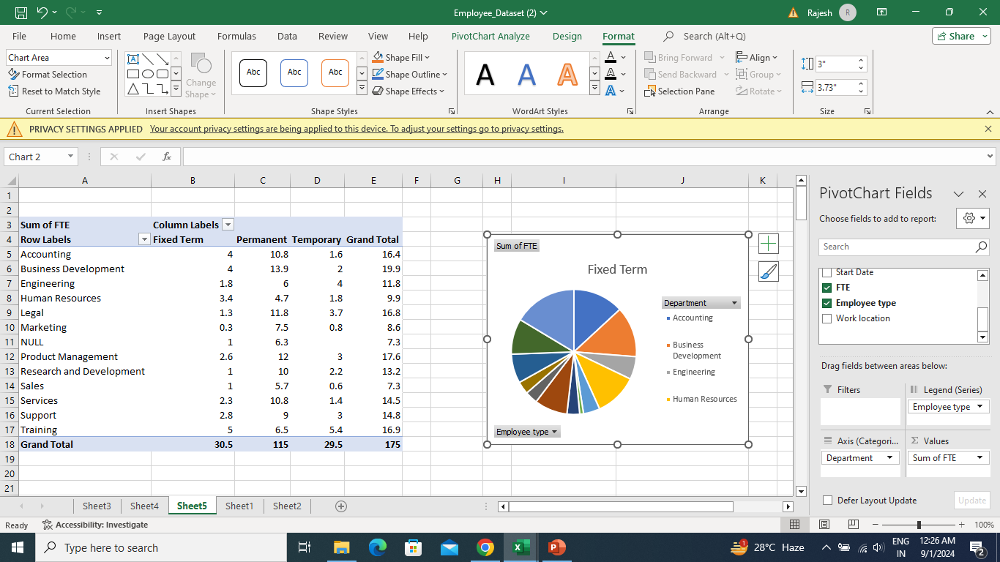 Employee_Dataset (2)
Rajesh
R
File Home Insert Page Layout Formulas Data Review View Help PivotChart Analyze Design Format Search (Alt+Q) Share
Chart Area
Format Selection
Reset to Match Style
Current Selection
Change
Shape
Insert Shapes
Abc Abc Abc
Shape Fill
Shape Outline
Shape Effects
Shape Styles
A A A
WordArt Styles
Bring Forward
Send Backward
Selection Pane
Align
Group
Rotate
Arrange
3"
3.73"
Size
PRIVACY SETTINGS APPLIED Your account privacy settings are being applied to this device. To adjust your settings go to privacy settings.
Chart 2
fx
A B C D E F G H I J K
1
2
3 Sum of FTE Column Labels
4 Row Labels Fixed Term Permanent Temporary Grand Total
5 Accounting 4 10.8 1.6 16.4
6 Business Development 4 13.9 2 19.9
7 Engineering 1.8 6 4 11.8
8 Human Resources 3.4 4.7 1.8 9.9
9 Legal 1.3 11.8 3.7 16.8
10 Marketing 0.3 7.5 0.8 8.6
11 NULL 1 6.3 7.3
12 Product Management 2.6 12 3 17.6
13 Research and Development 1 10 2.2 13.2
14 Sales 1 5.7 0.6 7.3
15 Services 2.3 10.8 1.4 14.5
16 Support 2.8 9 3 14.8
17 Training 5 6.5 5.4 16.9
18 Grand Total 30.5 115 29.5 175
19
20
21
Sum of FTE
Fixed Term
Department
Accounting
Business
Development
Engineering
Human Resources
Employee type
PivotChart Fields
Choose fields to add to report:
Search
Start Date
FTE
Employee type
Work location
Drag fields between areas below:
Filters
Legend (Series)
Employee type
Axis (Categori...
Department
Σ Values
Sum of FTE
Defer Layout Update
Update
Sheet3 Sheet4 Sheet5 Sheet1 Sheet2
Ready
Accessibility: Investigate
100%
Type here to search
28°C Haze
ENG
IN
12:26 AM
9/1/2024
2